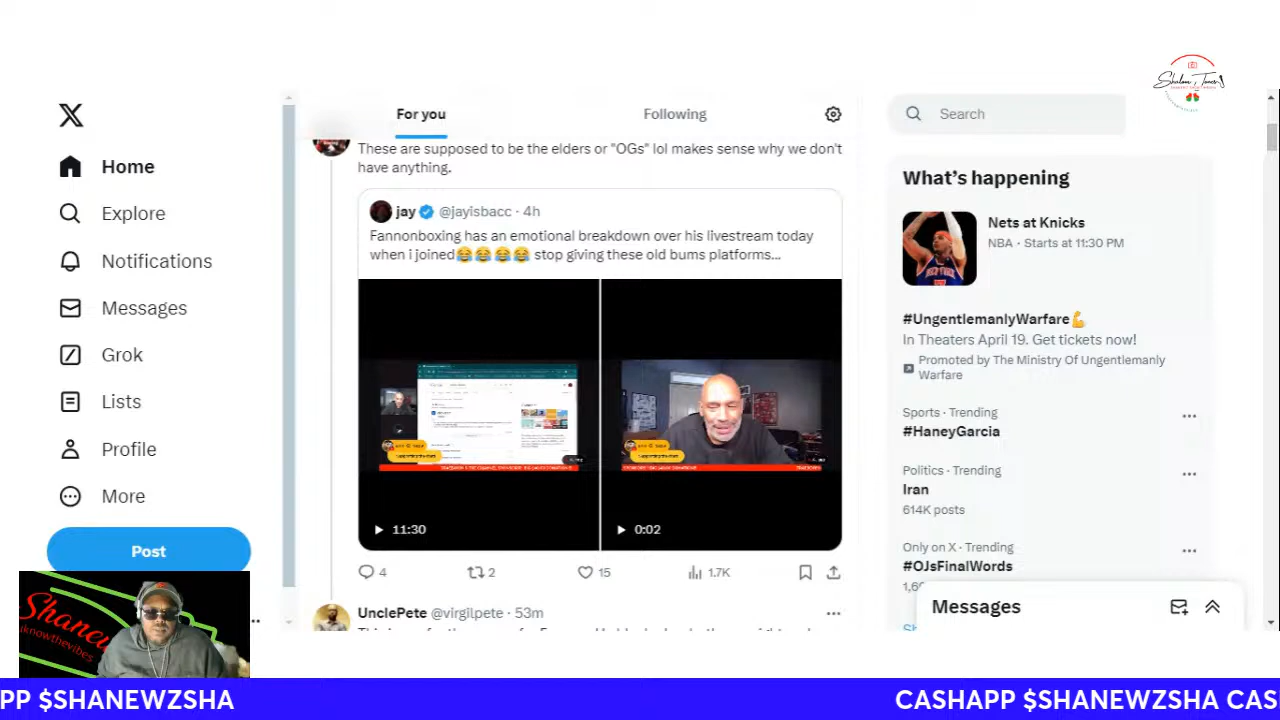 Home
Explore
Notifications
Messages
Grok
Lists
Profile
More
Post
Shanew
iknowthevibes
For you
Following
These are supposed to be the elders or "OGs" lol makes sense why we don't
have anything.
jay @jayisbacc · 4h
Fannonboxing has an emotional breakdown over his livestream today
when i joined😂😂😂😂 stop giving these old bums platforms...
11:30
0:02
4
2
15
1.7K
UnclePete @virgilpete · 53m
Search
What's happening
Nets at Knicks
NBA · Starts at 11:30 PM
#UngentlemanlyWarfare💪
In Theaters April 19. Get tickets now!
Promoted by The Ministry Of Ungentlemanly
Warfare
Sports · Trending
#HaneyGarcia
Politics · Trending
Iran
614K posts
Only on X · Trending
#OJsFinalWords
Messages
PP $SHANEWZSHA
CASHAPP $SHANEWZSHA CAS